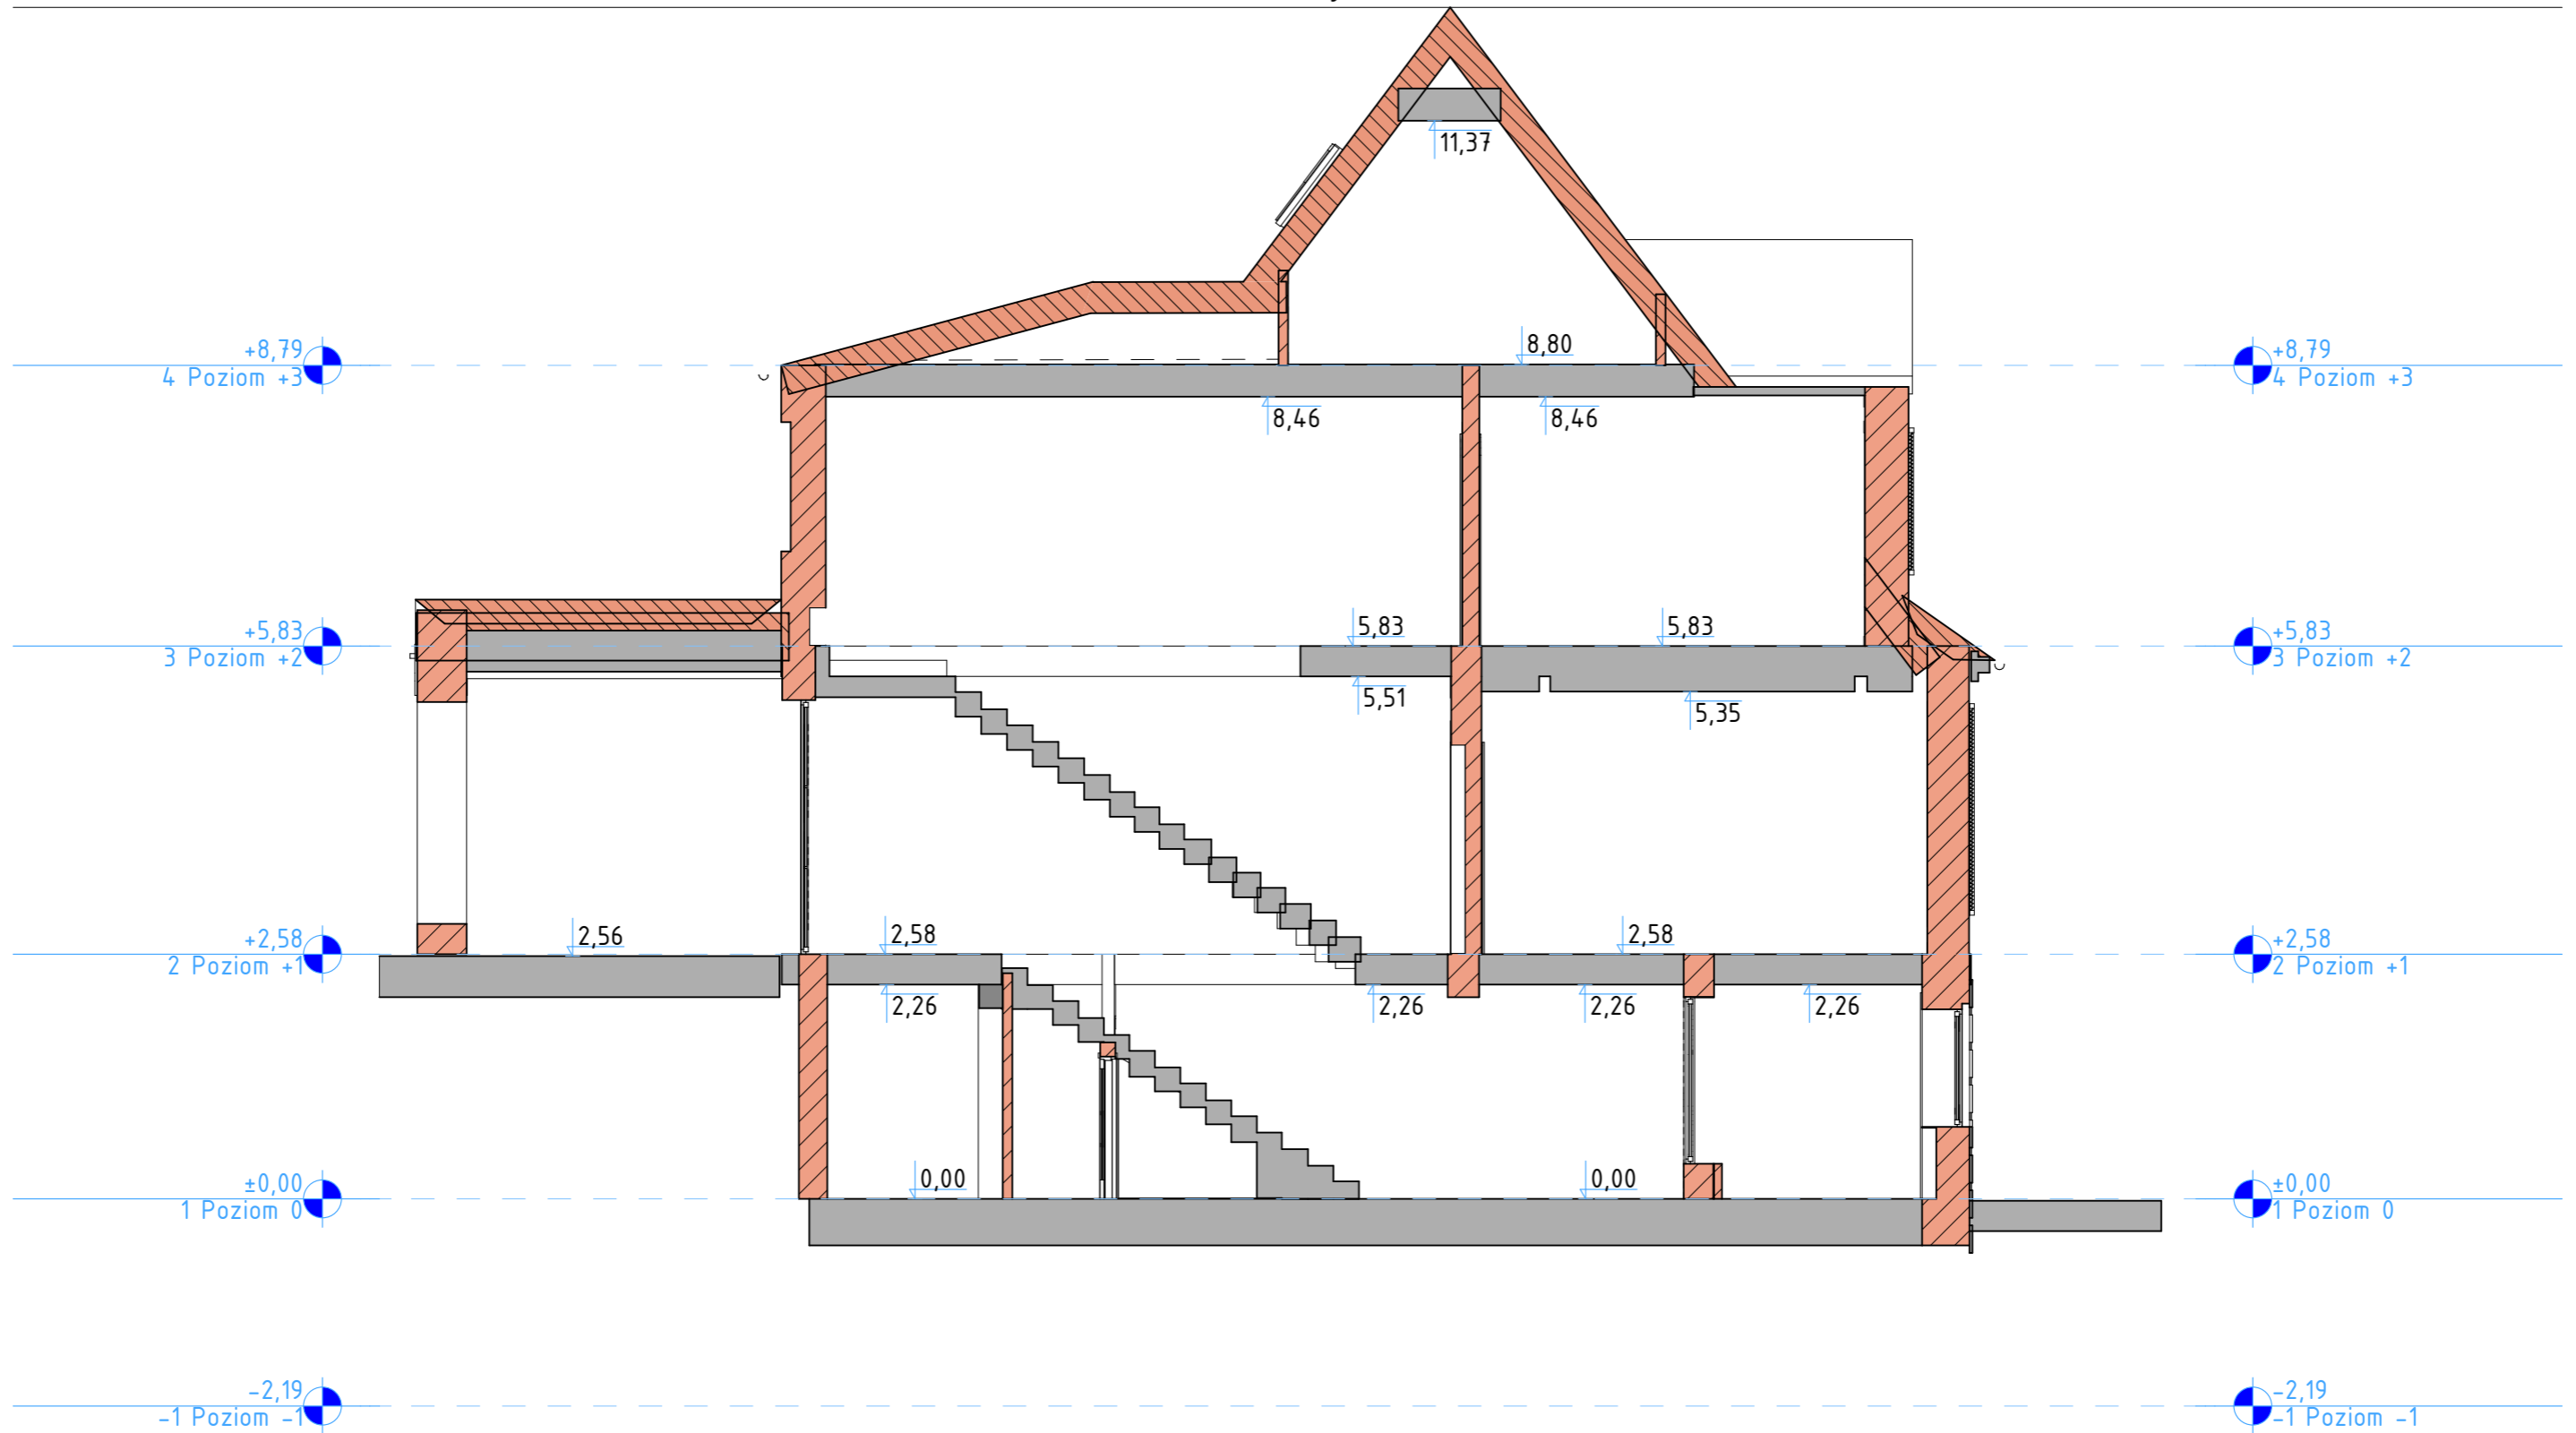 11,37
8,80
+8,79
4 Poziom +3
+8,79
4 Poziom +3
8,46
8,46
5,83
5,83
+5,83
3 Poziom +2
+5,83
3 Poziom +2
5,51
5,35
2,56
2,58
2,58
+2,58
2 Poziom +1
+2,58
2 Poziom +1
2,26
2,26
2,26
2,26
0,00
0,00
±0,00
1 Poziom 0
±0,00
1 Poziom 0
-2,19
-1 Poziom -1
-2,19
-1 Poziom -1